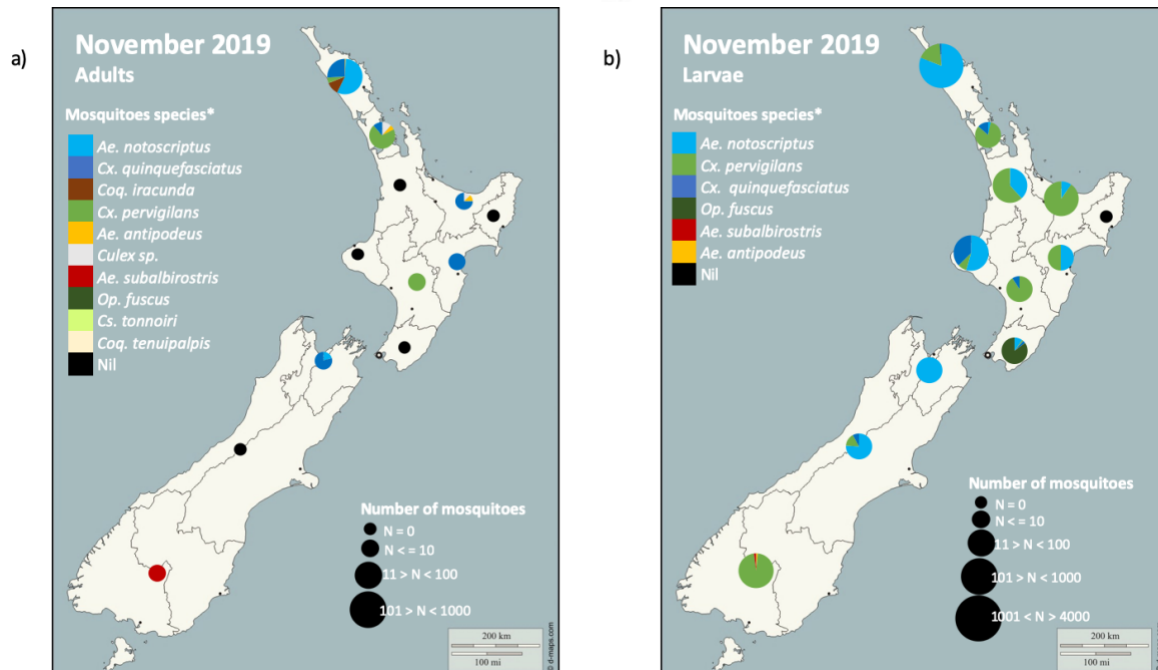 a)
November 2019
Adults
Mosquitoes species*
Ae. notoscriptus
Cx. quinquefasciatus
Coq. iracunda
Cx. pervigilans
Ae. antipodeus
Culex sp.
Ae. subalbirostris
Op. fuscus
Cs. tonnoiri
Coq. tenuipalpis
Nil
Number of mosquitoes
N = 0
N < = 10
11 > N < 100
101 > N < 1000
200 km
100 mi
© d-maps.com
b)
November 2019
Larvae
Mosquitoes species*
Ae. notoscriptus
Cx. pervigilans
Cx. quinquefasciatus
Op. fuscus
Ae. subalbirostris
Ae. antipodeus
Nil
Number of mosquitoes
N = 0
N < = 10
11 > N < 100
101 > N < 1000
1001 < N > 4000
200 km
100 mi